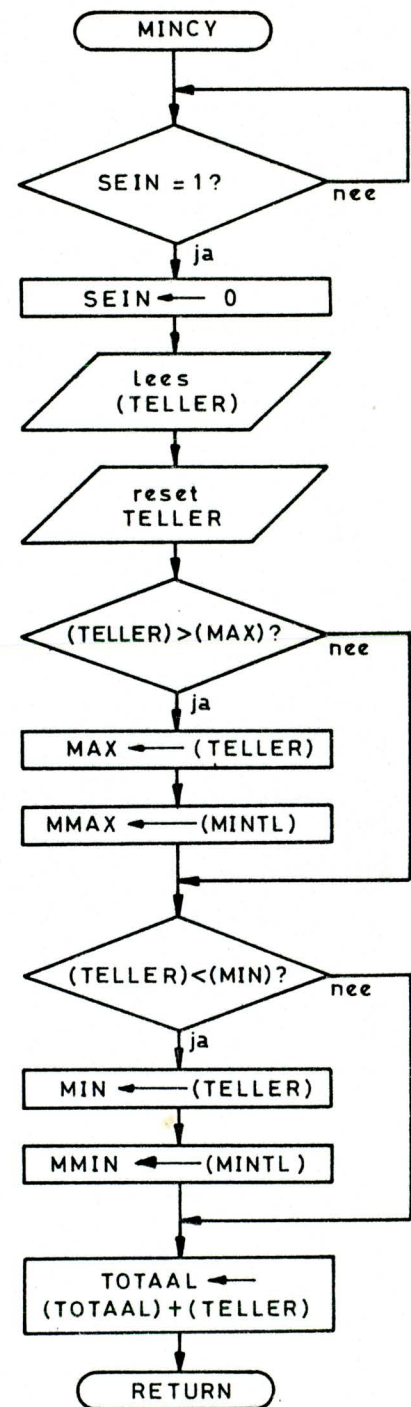 MINCY
SEIN = 1?
nee
ja
SEIN ← 0
lees
(TELLER)
reset
TELLER
(TELLER)>(MAX)?
nee
ja
MAX ← (TELLER)
MMAX ← (MINTL)
(TELLER)<(MIN)?
nee
ja
MIN ← (TELLER)
MMIN ← (MINTL)
TOTAAL ←
(TOTAAL)+(TELLER)
RETURN